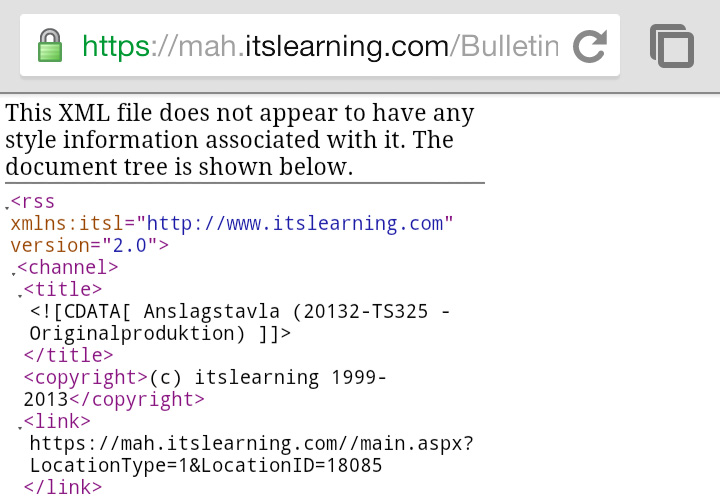 https://mah.itslearning.com/Bulletin
This XML file does not appear to have any
style information associated with it. The
document tree is shown below.
<rss
xmlns:itsl="http://www.itslearning.com"
version="2.0">
<channel>
<title>
<![CDATA[ Anslagstavla (20132-TS325 -
Originalproduktion) ]]>
</title>
<copyright>(c) itslearning 1999-
2013</copyright>
<link>
https://mah.itslearning.com//main.aspx?
LocationType=1&LocationID=18085
</link>